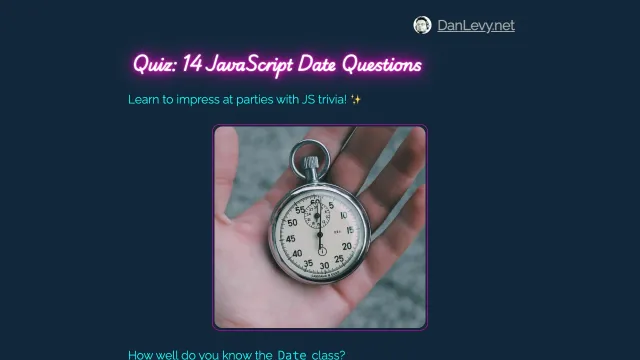 DanLevy.net
Quiz: 14 JavaScript Date Questions
Learn to impress at parties with JS trivia! ✨
60
55 5
50 10
45 15
40 20
35 25
30
How well do you know the Date class?